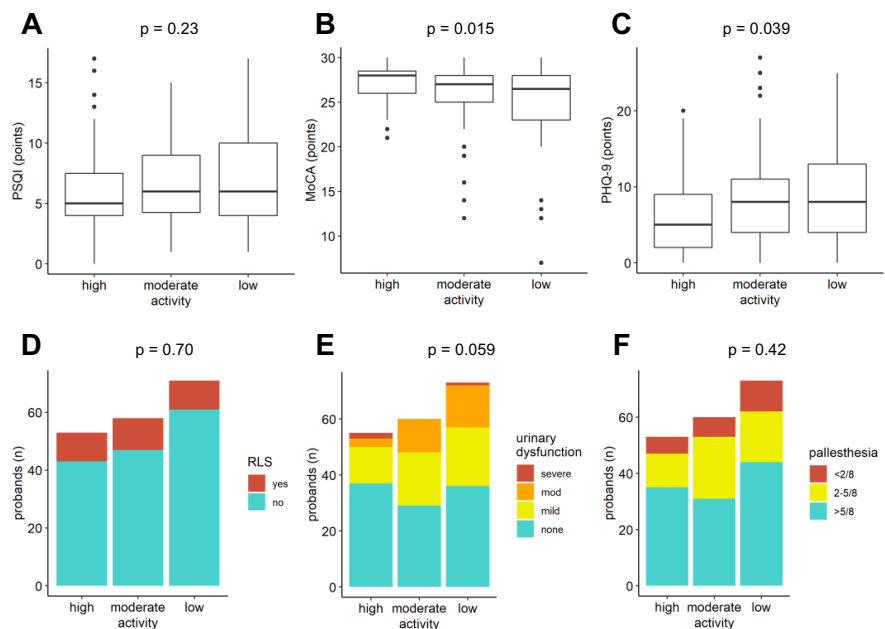 A
p = 0.23
PSQI (points)
15
10
5
0
high
moderate
low
activity
B
p = 0.015
MoCA (points)
30
25
20
15
10
high
moderate
low
activity
C
p = 0.039
PHQ-9 (points)
20
10
0
high
moderate
low
activity
D
p = 0.70
probands (n)
60
40
20
0
high
moderate
low
activity
RLS
yes
no
E
p = 0.059
probands (n)
60
40
20
0
high
moderate
low
activity
urinary
dysfunction
severe
mod
mild
none
F
p = 0.42
probands (n)
60
40
20
0
high
moderate
low
activity
pallesthesia
<2/8
2-5/8
>5/8